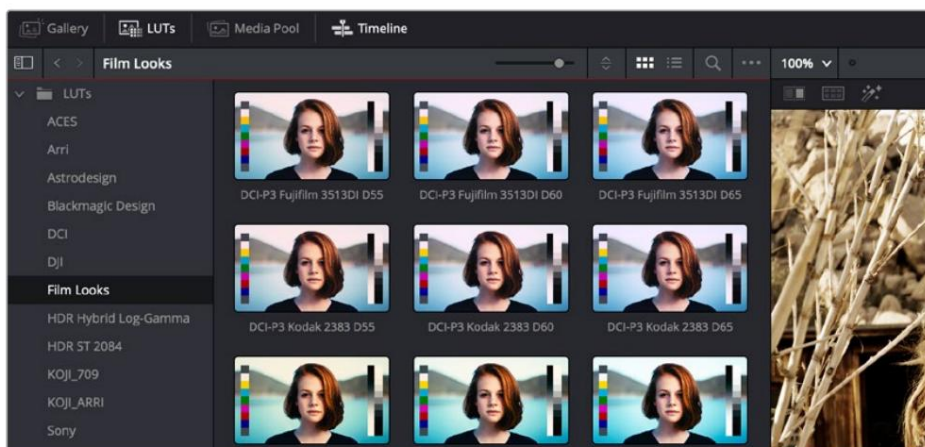 Gallery LUTs Media Pool Timeline
Film Looks 100%
LUTs
ACES
Arri
Astrodesign
Blackmagic Design
DCI
DJI
Film Looks
HDR Hybrid Log-Gamma
HDR ST 2084
KOJI_709
KOJI_ARRI
Sony
DCI-P3 Fujifilm 3513DI D55 DCI-P3 Fujifilm 3513DI D60 DCI-P3 Fujifilm 3513DI D65
DCI-P3 Kodak 2383 D55 DCI-P3 Kodak 2383 D60 DCI-P3 Kodak 2383 D65